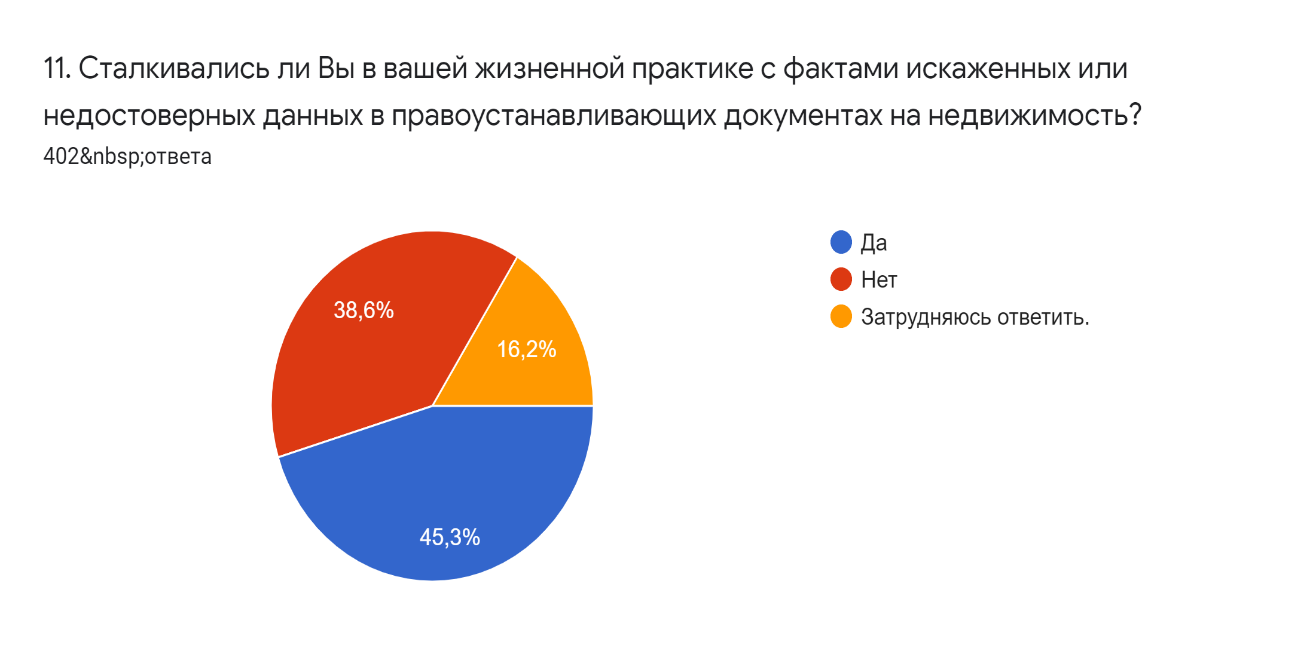 11. Сталкивались ли Вы в вашей жизненной практике с фактами искаженных или
недостоверных данных в правоустанавливающих документах на недвижимость?
402&nbsp;ответа
Да
Нет
Затрудняюсь ответить.
38,6%
16,2%
45,3%